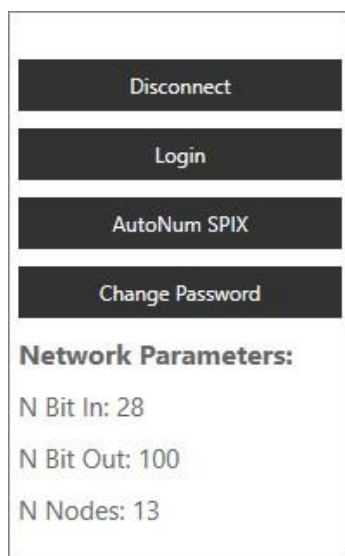 Disconnect
Login
AutoNum SPIX
Change Password
Network Parameters:
N Bit In: 28
N Bit Out: 100
N Nodes: 13